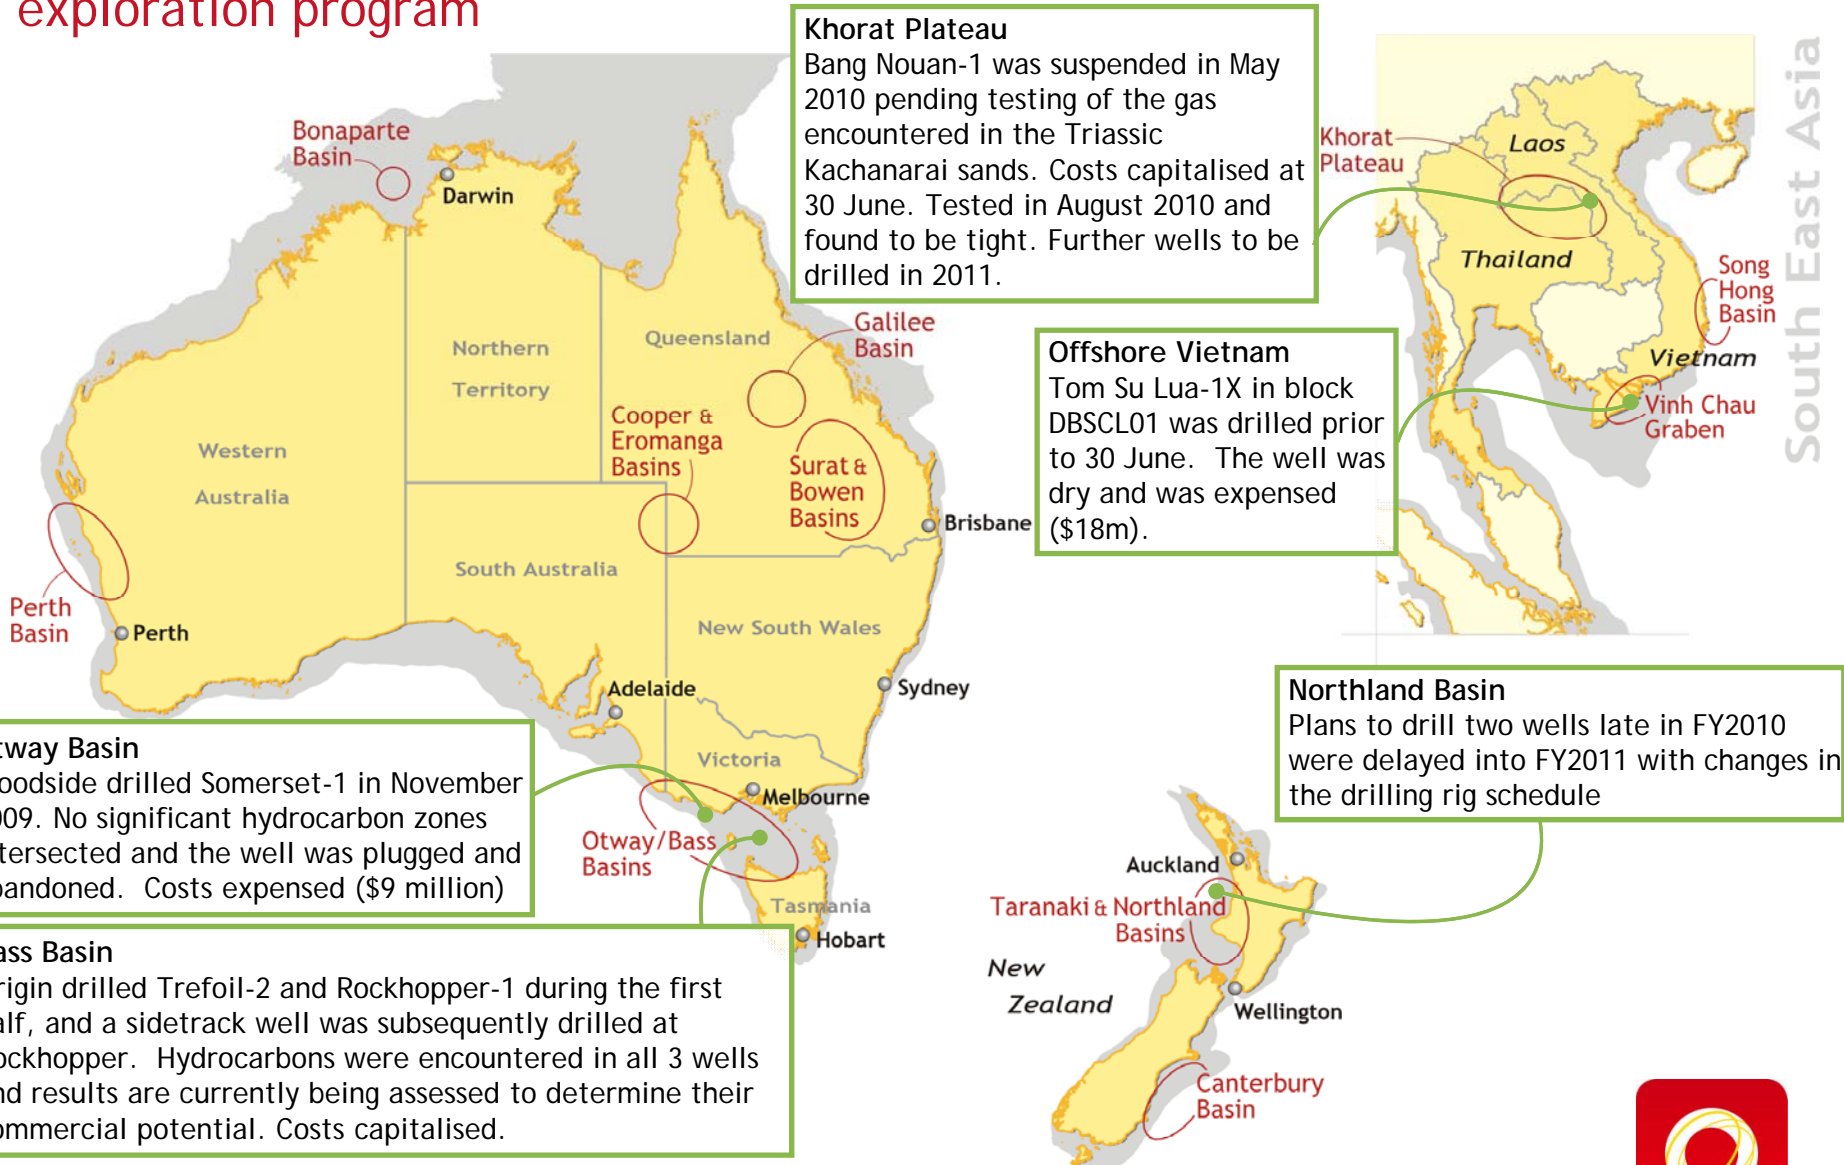 exploration program
Khorat Plateau
Bang Nouan-1 was suspended in May
2010 pending testing of the gas
encountered in the Triassic
Kachanarai sands. Costs capitalised at
30 June. Tested in August 2010 and
found to be tight. Further wells to be
drilled in 2011.
South East Asia
Bonaparte
Basin
Darwin
Khorat
Plateau
Laos
Thailand
Song
Hong
Basin
Vietnam
Vinh Chau
Graben
Offshore Vietnam
Tom Su Lua-1X in block
DBSCL01 was drilled prior
to 30 June.  The well was
dry and was expensed
($18m).
Northern
Territory
Queensland
Galilee
Basin
Cooper &
Eromanga
Basins
Surat &
Bowen
Basins
Brisbane
Western
Australia
South Australia
New South Wales
Perth
Basin
Perth
Adelaide
Sydney
Victoria
Melbourne
Otway/Bass
Basins
Tasmania
Hobart
Northland Basin
Plans to drill two wells late in FY2010
were delayed into FY2011 with changes in
the drilling rig schedule
tway Basin
oodside drilled Somerset-1 in November
009. No significant hydrocarbon zones
tersected and the well was plugged and
bandoned.  Costs expensed ($9 million)
ass Basin
rigin drilled Trefoil-2 and Rockhopper-1 during the first
alf, and a sidetrack well was subsequently drilled at
ockhopper.  Hydrocarbons were encountered in all 3 wells
nd results are currently being assessed to determine their
ommercial potential. Costs capitalised.
Auckland
Taranaki & Northland
Basins
New
Zealand
Wellington
Canterbury
Basin